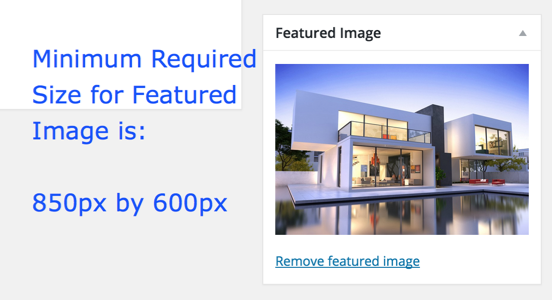 Minimum Required
Size for Featured
Image is:
850px by 600px
Featured Image
Remove featured image